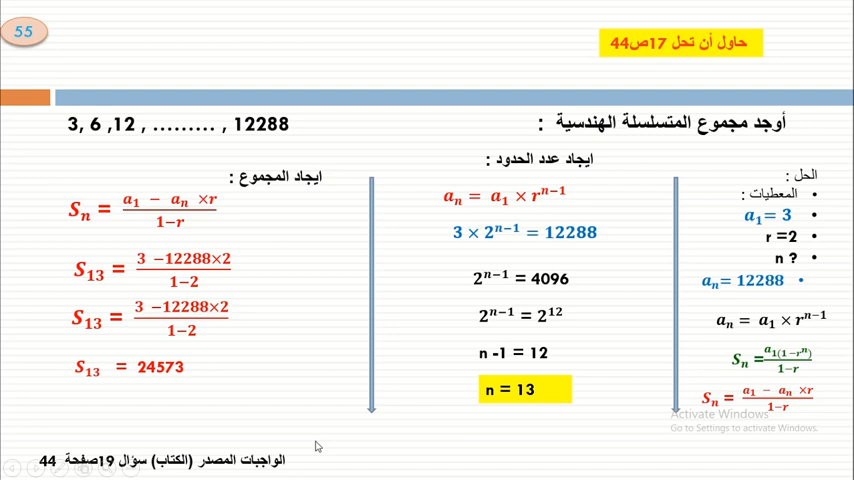 55
حاول أن تحل 17ص44
أوجد مجموع المتسلسلة الهندسية :
3, 6 ,12 , ……… , 12288
الحل :
• المعطيات :
• a₁= 3
• r =2
• n ?
• aₙ= 12288
aₙ = a₁ × rⁿ⁻¹
Sₙ =a₁(1−rⁿ)/1−r
Sₙ = a₁ − aₙ ×r/1−r
ايجاد عدد الحدود :
aₙ = a₁ × rⁿ⁻¹
3 × 2ⁿ⁻¹ = 12288
2ⁿ⁻¹ = 4096
2ⁿ⁻¹ = 2¹²
n -1 = 12
n = 13
ايجاد المجموع :
Sₙ = a₁ − aₙ ×r/1−r
S₁₃ = 3 −12288×2/1−2
S₁₃ = 3 −12288×2/1−2
S₁₃ = 24573
Activate Windows
Go to Settings to activate Windows.
الواجبات المصدر (الكتاب) سؤال 19صفحة 44